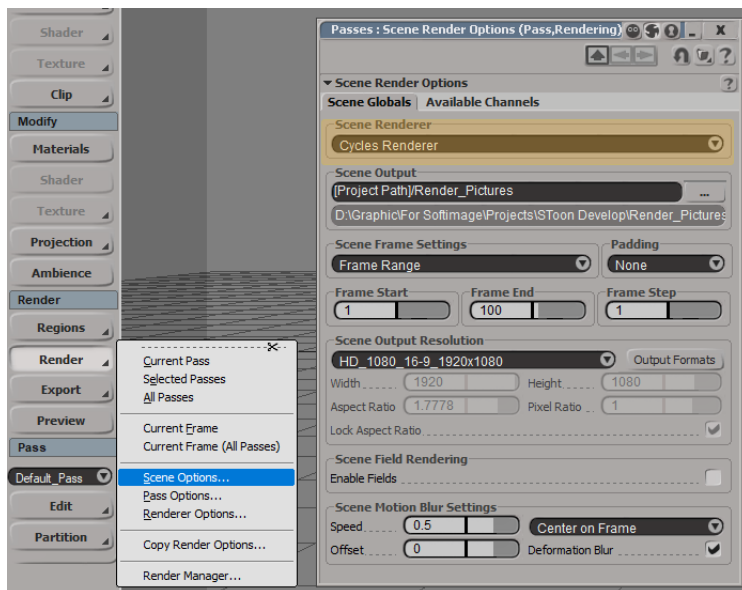 Shader
Texture
Clip
Modify
Materials
Shader
Texture
Projection
Ambience
Render
Regions
Render
Export
Preview
Pass
Default_Pass
Edit
Partition
Current Pass
Selected Passes
All Passes
Current Frame
Current Frame (All Passes)
Scene Options...
Pass Options...
Renderer Options...
Copy Render Options...
Render Manager...
Passes : Scene Render Options (Pass,Rendering)
Scene Render Options
Scene Globals Available Channels
Scene Renderer
Cycles Renderer
Scene Output
[Project Path]/Render_Pictures ...
D:\Graphic\For Softimage\Projects\SToon Develop\Render_Pictures
Scene Frame Settings Padding
Frame Range None
Frame Start Frame End Frame Step
1 100 1
Scene Output Resolution
HD_1080_16-9_1920x1080 Output Formats
Width 1920 Height 1080
Aspect Ratio 1.7778 Pixel Ratio 1
Lock Aspect Ratio
Scene Field Rendering
Enable Fields
Scene Motion Blur Settings
Speed 0.5 Center on Frame
Offset 0 Deformation Blur